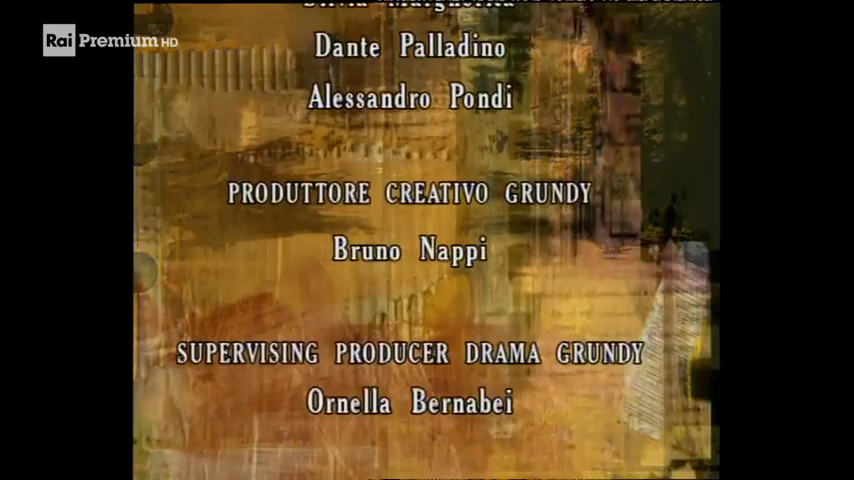 Rai Premium HD
Dante Palladino
Alessandro Pondi
PRODUTTORE CREATIVO GRUNDY
Bruno Nappi
SUPERVISING PRODUCER DRAMA GRUNDY
Ornella Bernabei